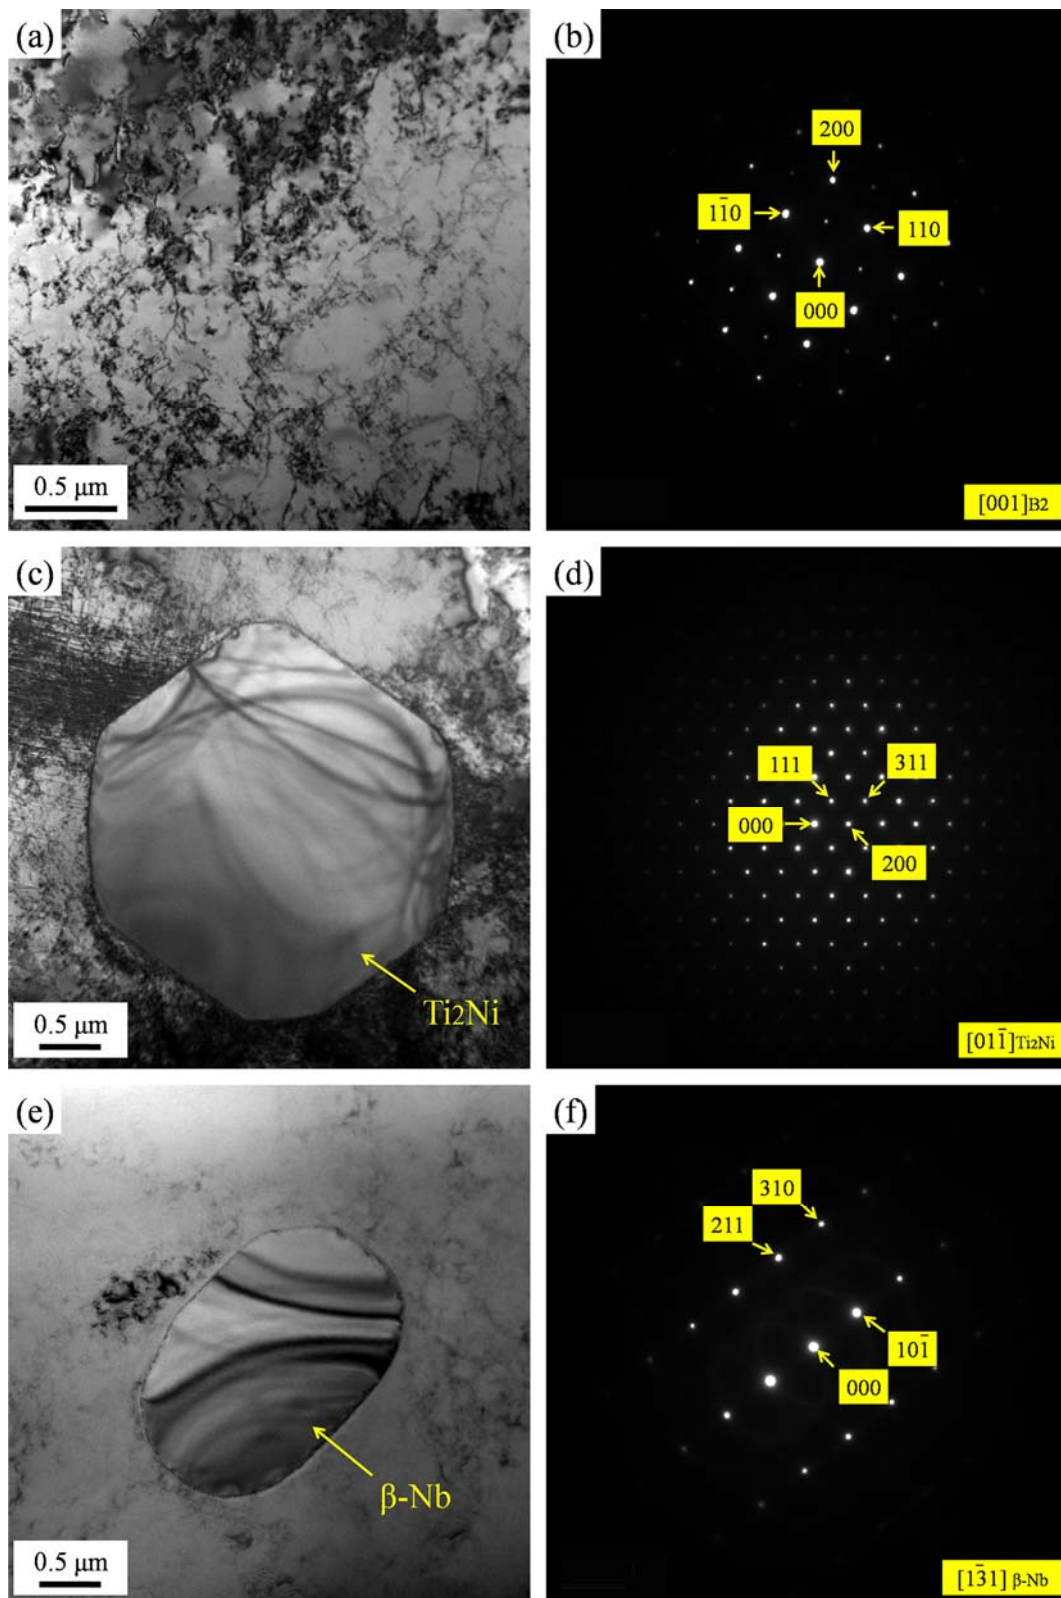 (a)
0.5 μm
(b)
200
11̅0
110
000
[001]B2
(c)
Ti2Ni
0.5 μm
(d)
111
311
000
200
[011̅]Ti2Ni
(e)
β-Nb
0.5 μm
(f)
310
211
101̅
000
[13̅1] β-Nb